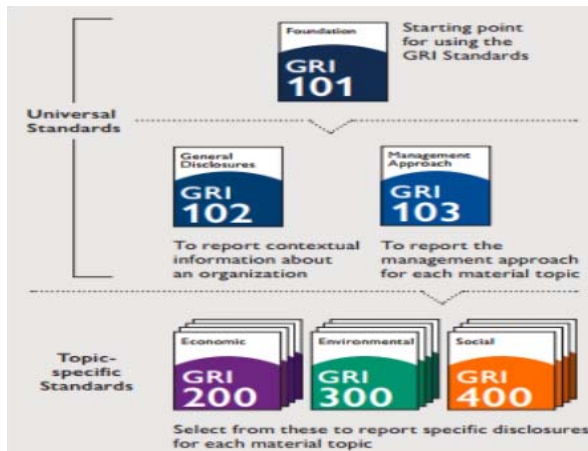 Foundation
GRI
101
Starting point
for using the
GRI Standards
Universal
Standards
General
Disclosures
GRI
102
Management
Approach
GRI
103
To report contextual
information about
an organization
To report the
management approach
for each material topic
Topic-
specific
Standards
Economic
GRI
200
Environmental
GRI
300
Social
GRI
400
Select from these to report specific disclosures
for each material topic